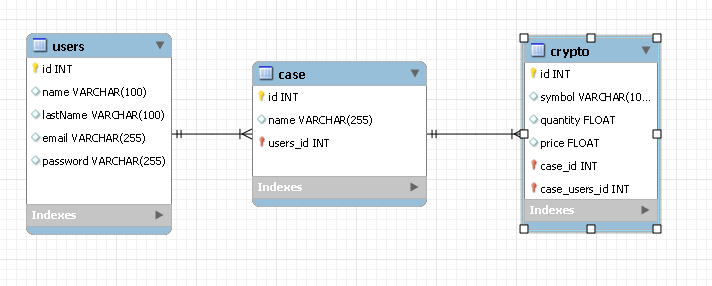 users
id INT
name VARCHAR(100)
lastName VARCHAR(100)
email VARCHAR(255)
password VARCHAR(255)
Indexes
case
id INT
name VARCHAR(255)
users_id INT
Indexes
crypto
id INT
symbol VARCHAR(10...
quantity FLOAT
price FLOAT
case_id INT
case_users_id INT
Indexes